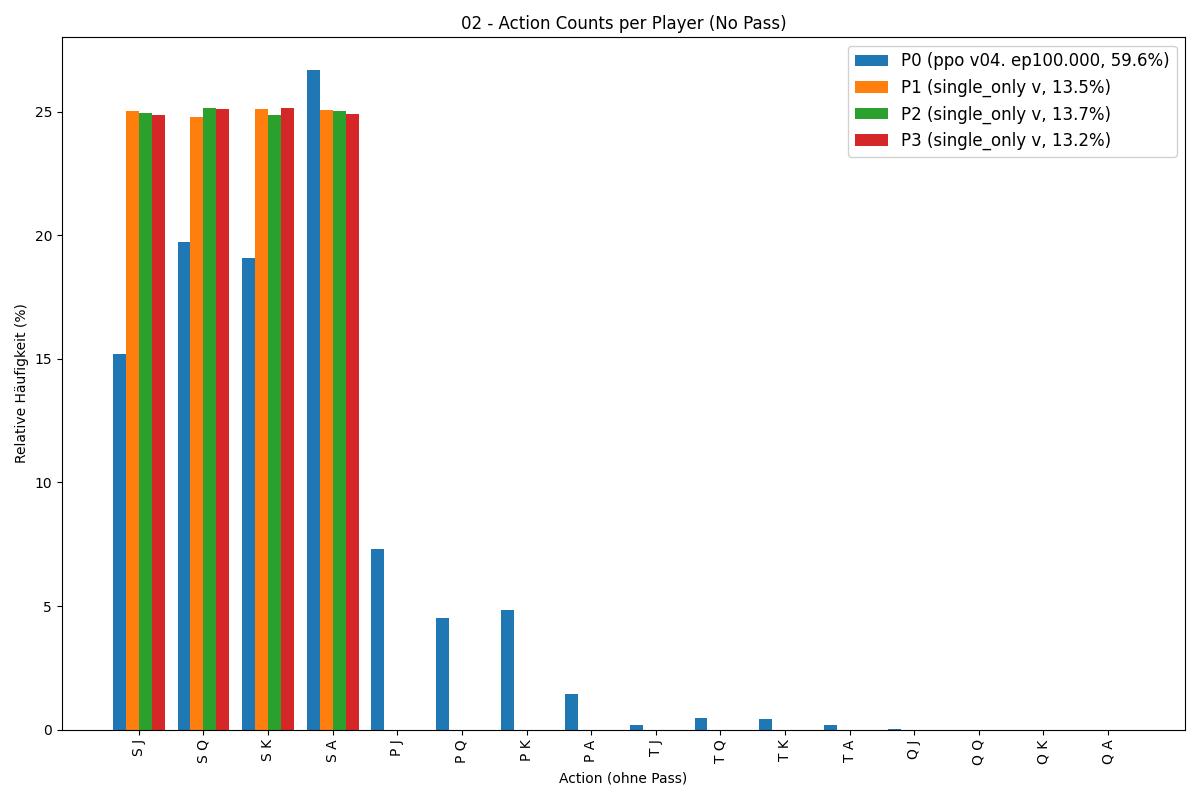 02 - Action Counts per Player (No Pass)
P0 (ppo v04. ep100.000, 59.6%)
P1 (single_only v, 13.5%)
P2 (single_only v, 13.7%)
P3 (single_only v, 13.2%)
Relative Häufigkeit (%)
25
20
15
10
5
0
S J
S Q
S K
S A
P J
P Q
P K
P A
T J
T Q
T K
T A
Q J
Q Q
Q K
Q A
Action (ohne Pass)